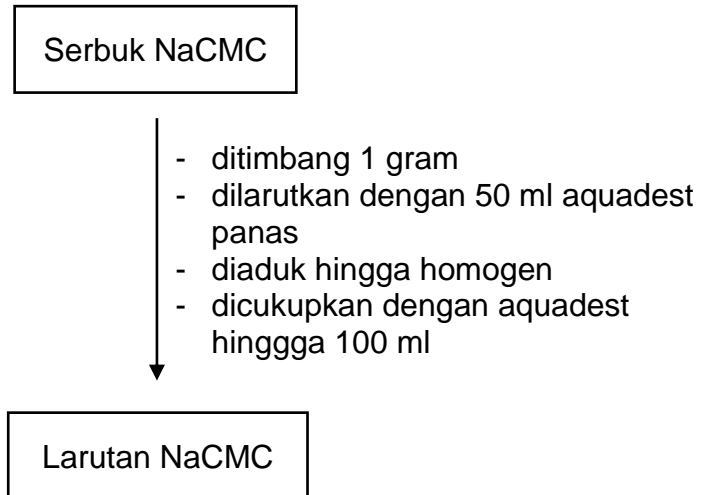 Serbuk NaCMC
- ditimbang 1 gram
- dilarutkan dengan 50 ml aquadest
panas
- diaduk hingga homogen
- dicukupkan dengan aquadest
hinggga 100 ml
Larutan NaCMC